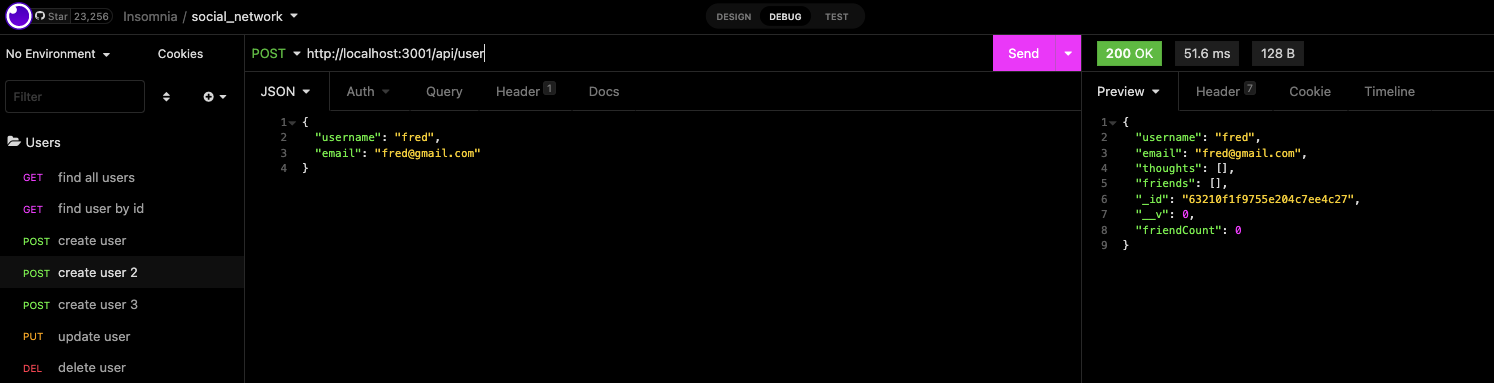 Star 23,256 Insomnia / social_network
DESIGN DEBUG TEST
No Environment Cookies
POST http://localhost:3001/api/user Send
200 OK 51.6 ms 128 B
Filter
JSON Auth Query Header 1 Docs
Preview Header 7 Cookie Timeline
Users
GET find all users
GET find user by id
POST create user
POST create user 2
POST create user 3
PUT update user
DEL delete user
1 {
2 "username": "fred",
3 "email": "fred@gmail.com"
4 }
1 {
2 "username": "fred",
3 "email": "fred@gmail.com",
4 "thoughts": [],
5 "friends": [],
6 "_id": "63210f1f9755e204c7ee4c27",
7 "__v": 0,
8 "friendCount": 0
9 }